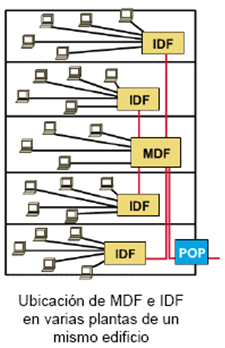 IDF
IDF
MDF
IDF
IDF
POP
Ubicación de MDF e IDF
en varias plantas de un
mismo edificio